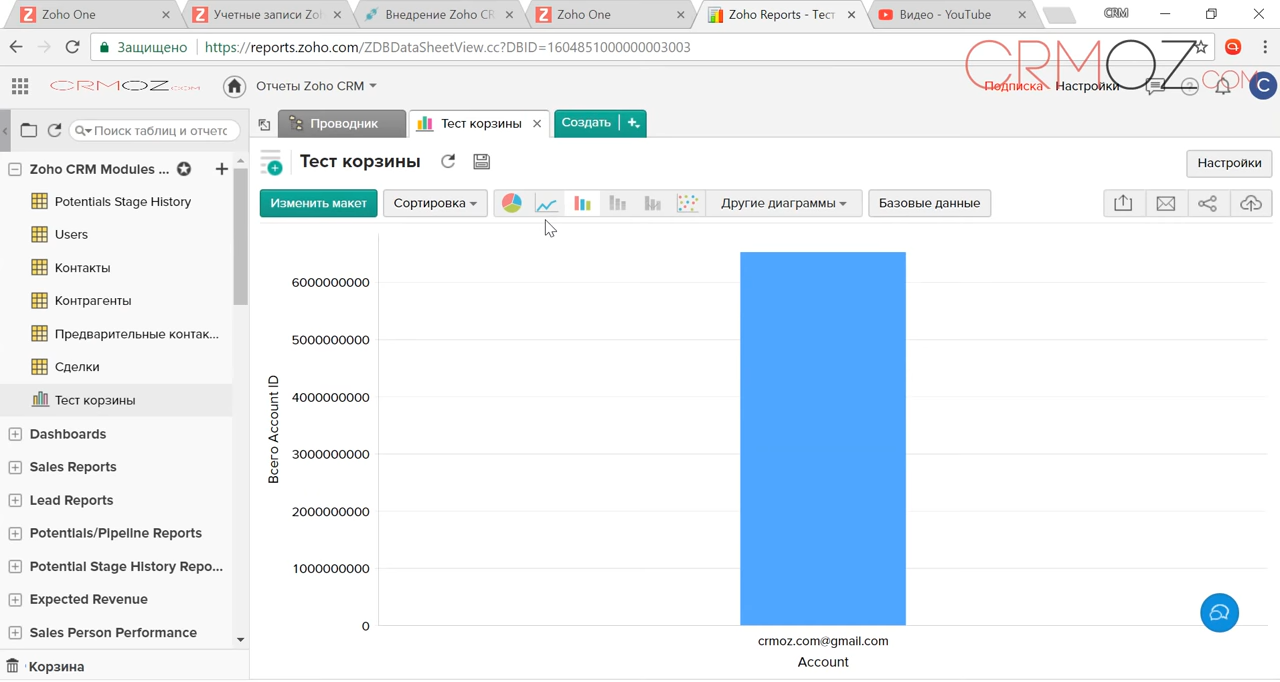 Zoho One
Учетные записи Zo
Внедрение Zoho CR
Zoho One
Zoho Reports - Тест
Видео - YouTube
CRM
Защищено
https://reports.zoho.com/ZDBDataSheetView.cc?DBID=1604851000000003003
CRMOZ.COM
CRMOZ.COM
Отчеты Zoho CRM
Подписка
Настройки
C
Поиск таблиц и отчетс
Проводник
Тест корзины
Создать
Zoho CRM Modules ...
Potentials Stage History
Users
Контакты
Контрагенты
Предварительные контак...
Сделки
Тест корзины
Dashboards
Sales Reports
Lead Reports
Potentials/Pipeline Reports
Potential Stage History Repo...
Expected Revenue
Sales Person Performance
Корзина
Тест корзины
Настройки
Изменить макет
Сортировка
Другие диаграммы
Базовые данные
Всего Account ID
6000000000
5000000000
4000000000
3000000000
2000000000
1000000000
0
crmoz.com@gmail.com
Account